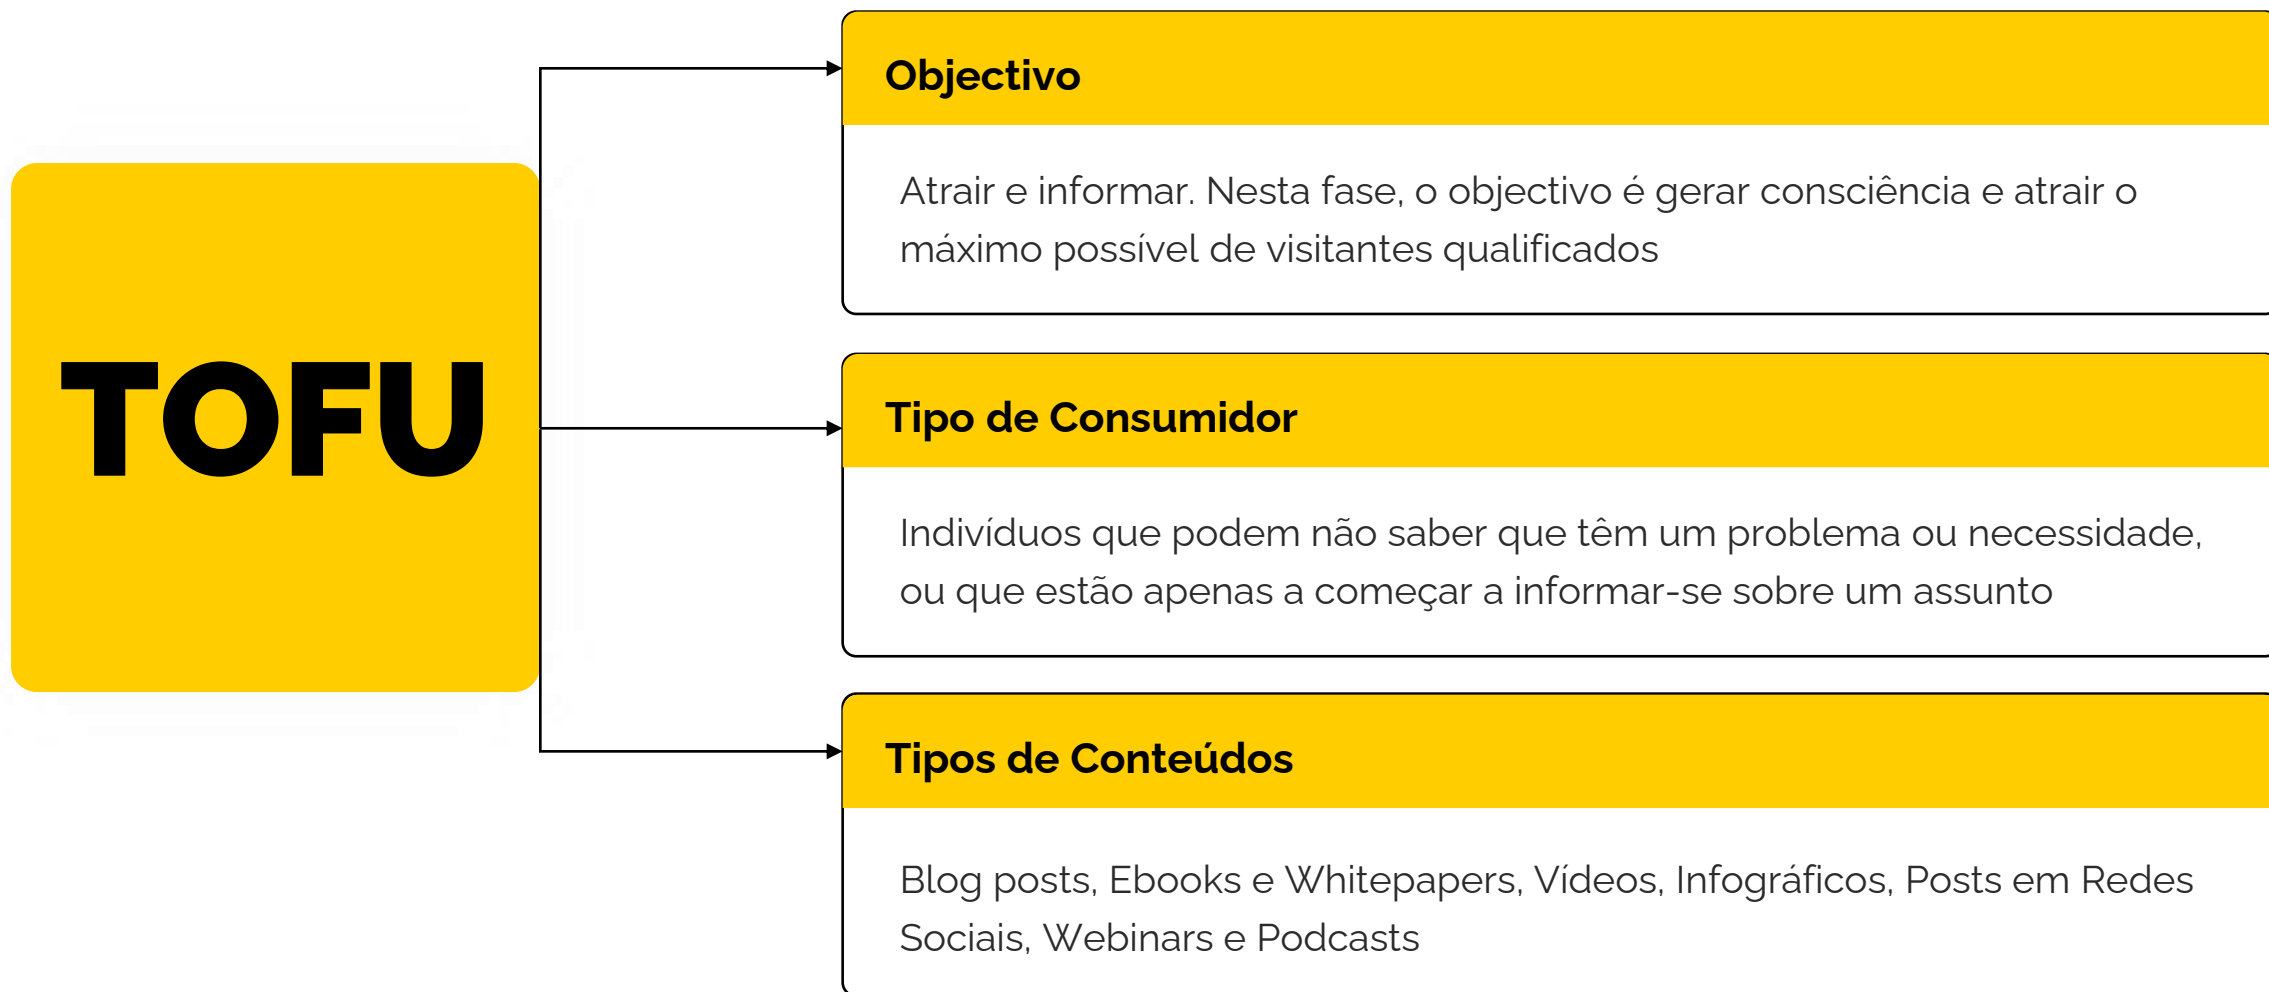 TOFU
Objectivo
Atrair e informar. Nesta fase, o objectivo é gerar consciência e atrair o
máximo possível de visitantes qualificados
Tipo de Consumidor
Indivíduos que podem não saber que têm um problema ou necessidade,
ou que estão apenas a começar a informar-se sobre um assunto
Tipos de Conteúdos
Blog posts, Ebooks e Whitepapers, Vídeos, Infográficos, Posts em Redes
Sociais, Webinars e Podcasts